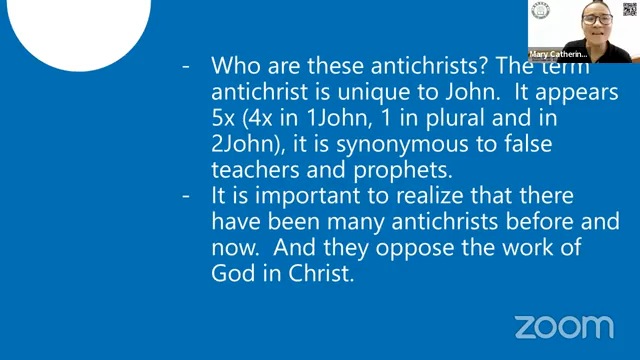 - Who are these antichrists? The term
antichrist is unique to John. It appears
5x (4x in 1John, 1 in plural and in
2John), it is synonymous to false
teachers and prophets.
- It is important to realize that there
have been many antichrists before and
now. And they oppose the work of
God in Christ.
Mary Catherin...
zoom